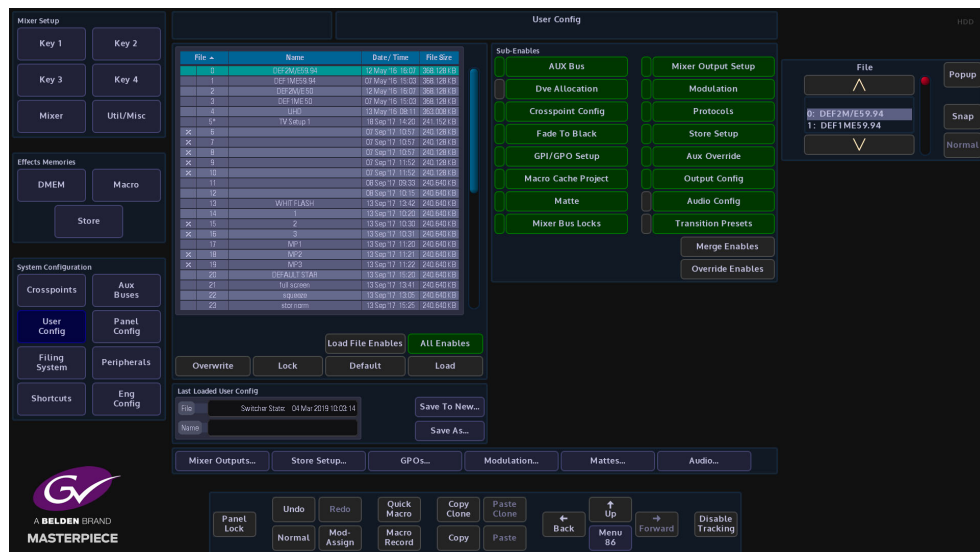 Mixer Setup
User Config
HDD
Key 1
Key 2
Key 3
Key 4
Mixer
Util/Misc
Effects Memories
DMEM
Macro
Store
System Configuration
Crosspoints
Aux
Buses
User
Config
Panel
Config
Filing
System
Peripherals
Shortcuts
Eng
Config
File
Name
Date / Time
File Size
0 DEF2M/E59.94 12 May '16 16:07 368.128 KB
1 DEF1M/E59.94 07 May '16 15:03 368.128 KB
2 DEF2M/E50 12 May '16 16:07 368.128 KB
3 DEF1ME50 07 May '16 15:03 368.128 KB
4 UHD 13 May '16 08:11 353.008 KB
5* TV Setup 1 18 Sep '17 14:20 241.152 KB
x 6 07 Sep '17 10:51 240.128 KB
x 7 07 Sep '17 10:57 240.128 KB
x 8 07 Sep '17 10:57 240.128 KB
x 9 07 Sep '17 11:52 240.128 KB
x 10 07 Sep '17 11:52 240.128 KB
11 08 Sep '17 09:33 240.640 KB
12 08 Sep '17 10:15 240.640 KB
13 WHIT FLASH 13 Sep '17 13:42 240.640 KB
14 1 13 Sep '17 10:20 240.640 KB
x 15 2 13 Sep '17 10:30 240.640 KB
x 16 3 13 Sep '17 10:31 240.640 KB
17 MP1 13 Sep '17 11:20 240.640 KB
x 18 MP2 13 Sep '17 11:21 240.640 KB
x 19 MP3 13 Sep '17 11:22 240.640 KB
20 DEFAULT STAR 13 Sep '17 15:20 240.640 KB
21 full screen 13 Sep '17 13:41 240.640 KB
22 squeeze 13 Sep '17 13:05 240.640 KB
23 star norm 13 Sep '17 15:25 240.640 KB
Load File Enables
All Enables
Overwrite
Lock
Default
Load
Last Loaded User Config
File
Switcher State: 04 Mar 2019 10:03:14
Name
Save To New...
Save As...
Sub-Enables
AUX Bus
Mixer Output Setup
Dve Allocation
Modulation
Crosspoint Config
Protocols
Fade To Black
Store Setup
GPI/GPO Setup
Aux Override
Macro Cache Project
Output Config
Matte
Audio Config
Mixer Bus Locks
Transition Presets
Merge Enables
Override Enables
File
0: DEF2M/E59.94
1: DEF1ME59.94
Popup
Snap
Normal
Mixer Outputs...
Store Setup...
GPOs...
Modulation...
Mattes...
Audio...
GV
A BELDEN BRAND
MASTERPIECE
Panel
Lock
Undo
Redo
Normal
Mod-
Assign
Quick
Macro
Macro
Record
Copy
Clone
Paste
Clone
Copy
Paste
Back
Up
Menu
86
Forward
Disable
Tracking